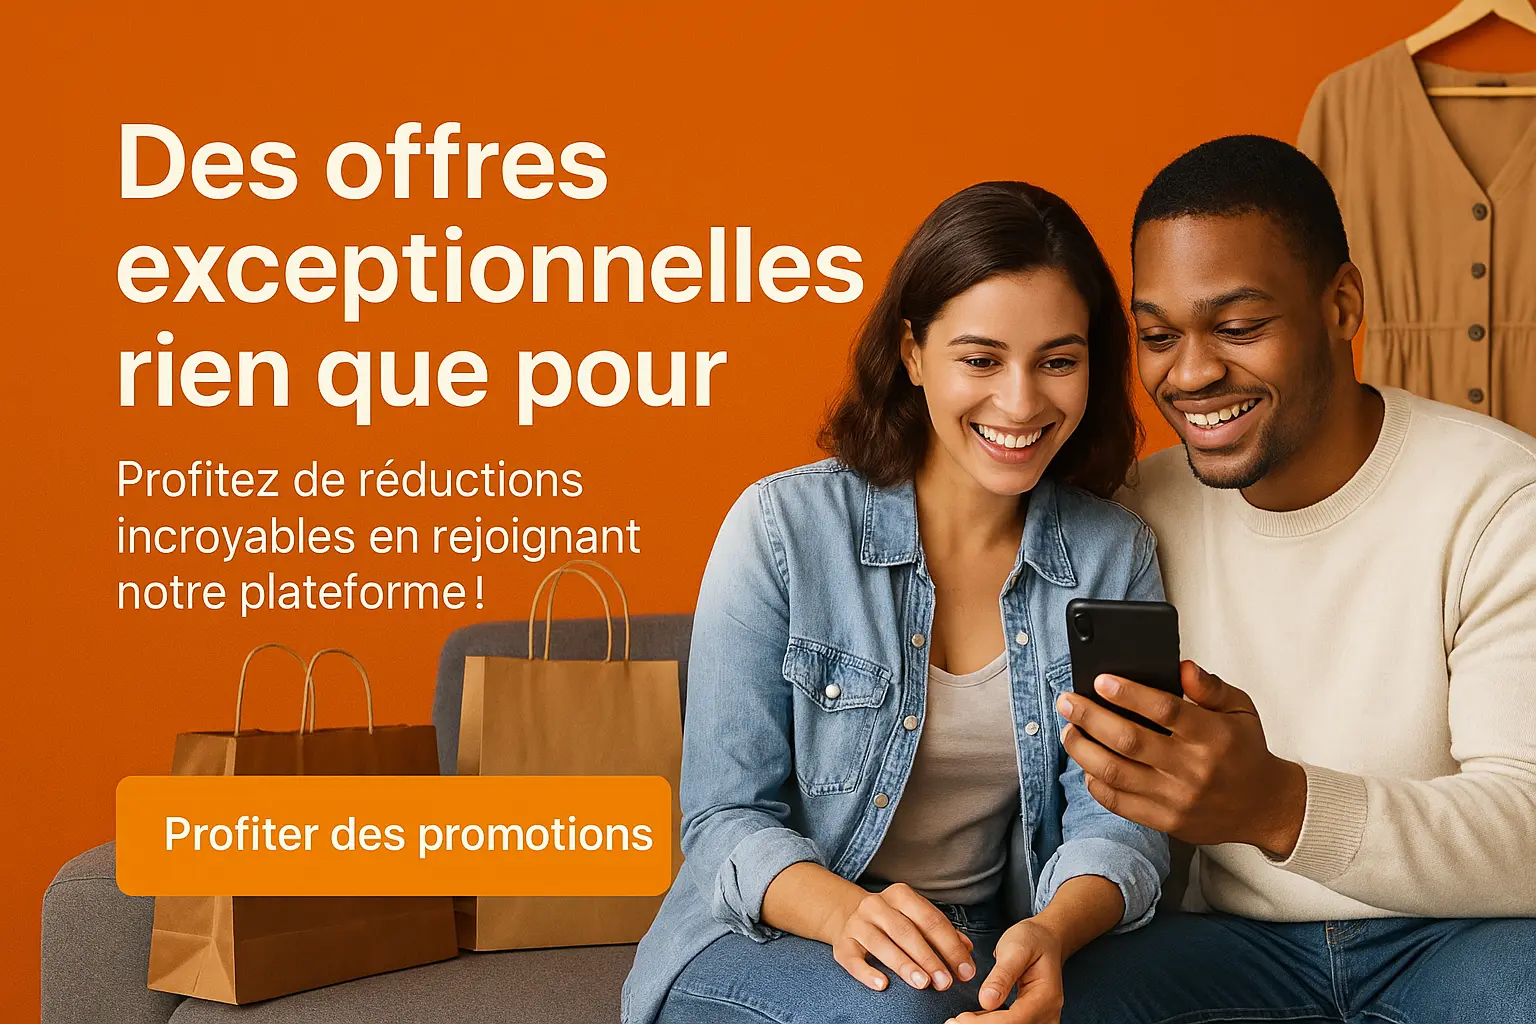 Des offres
exceptionnelles
rien que pour
Profitez de réductions
incroyables en rejoignant
notre plateforme !
Profiter des promotions